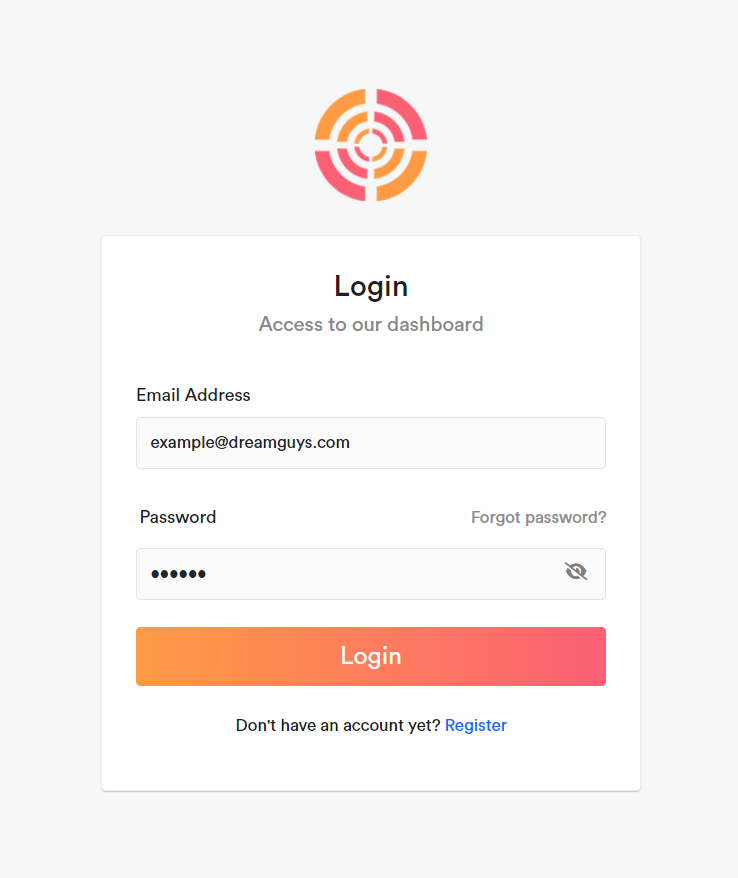 Login
Access to our dashboard
Email Address
example@dreamguys.com
Password Forgot password?
••••••
Login
Don't have an account yet? Register